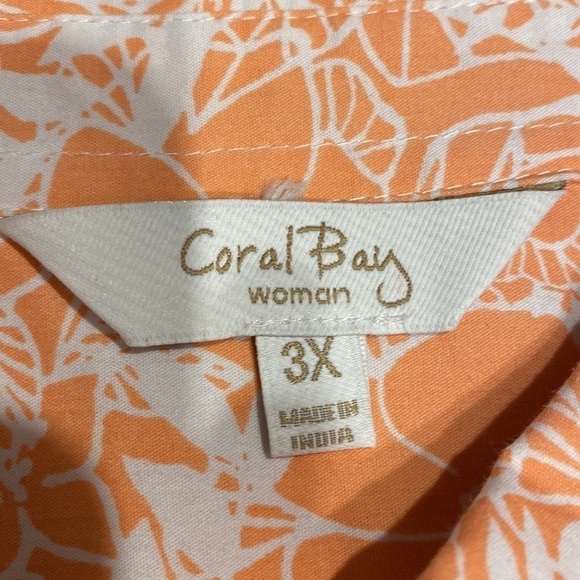 Coral Bay
woman
3X
MADE IN
INDIA